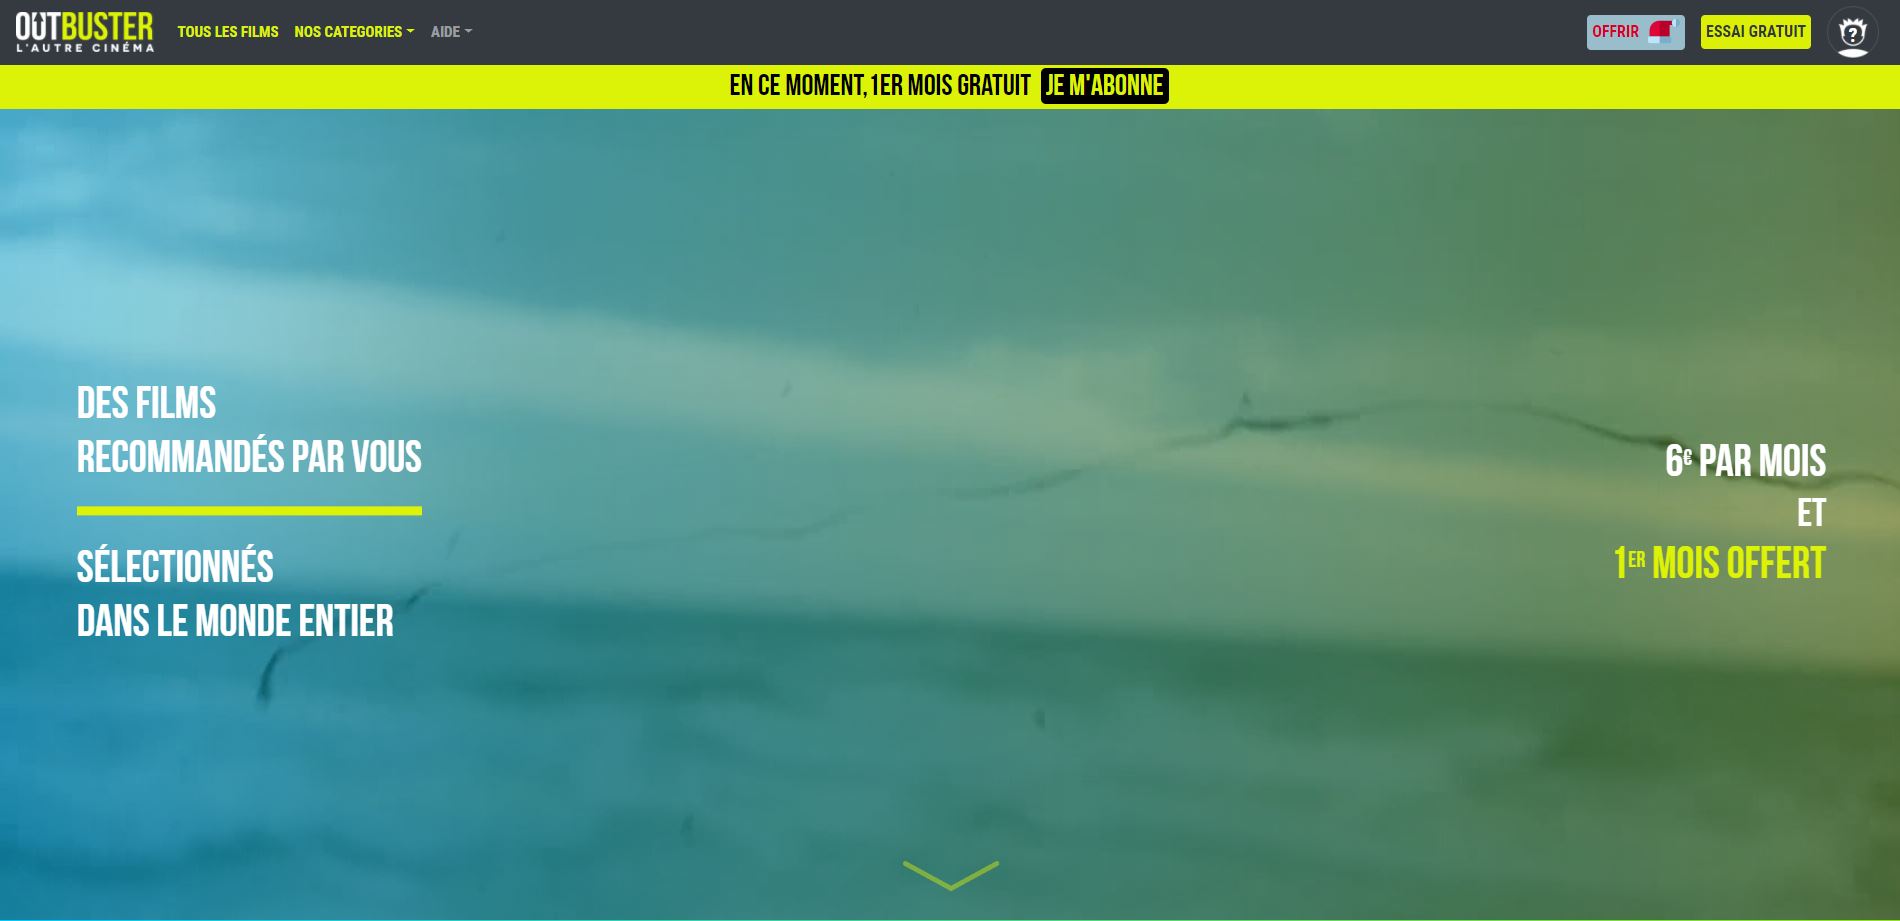 OUTBUSTER
L'AUTRE CINÉMA
TOUS LES FILMS
NOS CATEGORIES
AIDE
OFFRIR
ESSAI GRATUIT
?
EN CE MOMENT, 1ER MOIS GRATUIT
JE M'ABONNE
DES FILMS
RECOMMANDÉS PAR VOUS
SÉLECTIONNÉS
DANS LE MONDE ENTIER
6€ PAR MOIS
ET
1ER MOIS OFFERT